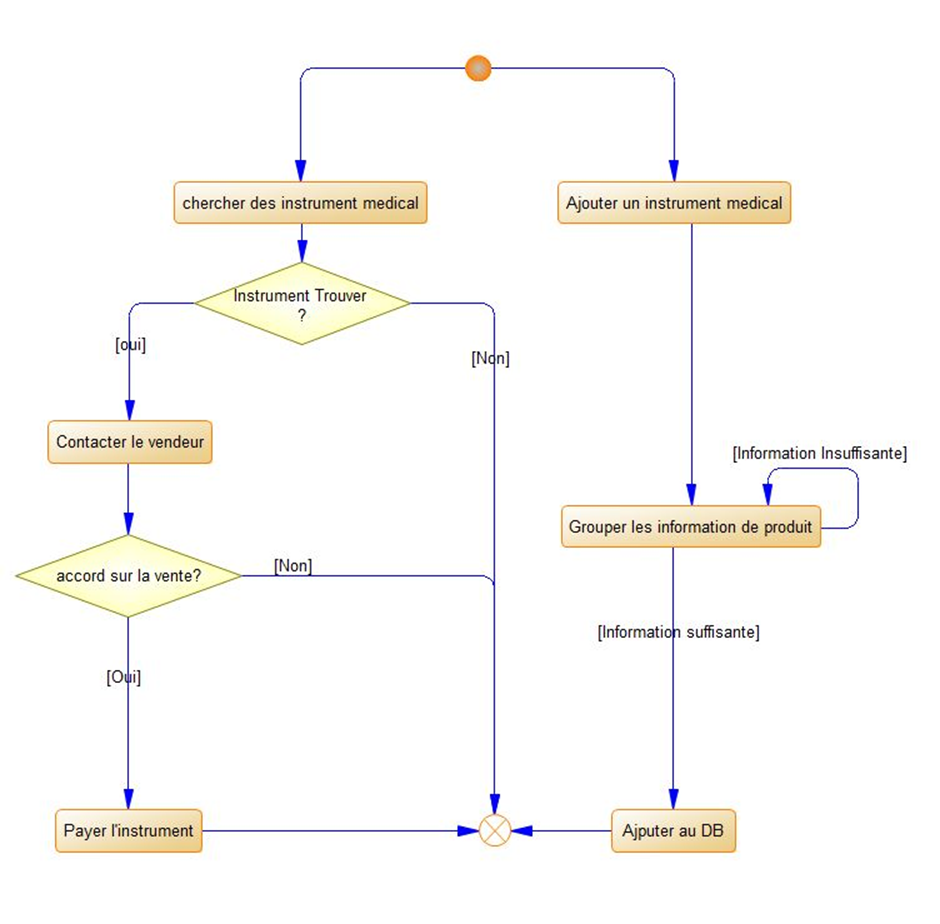 chercher des instrument medical
Ajouter un instrument medical
Instrument Trouver
?
[oui]
[Non]
Contacter le vendeur
[Information Insuffisante]
Grouper les information de produit
accord sur la vente?
[Non]
[Information suffisante]
[Oui]
Payer l'instrument
Ajputer au DB